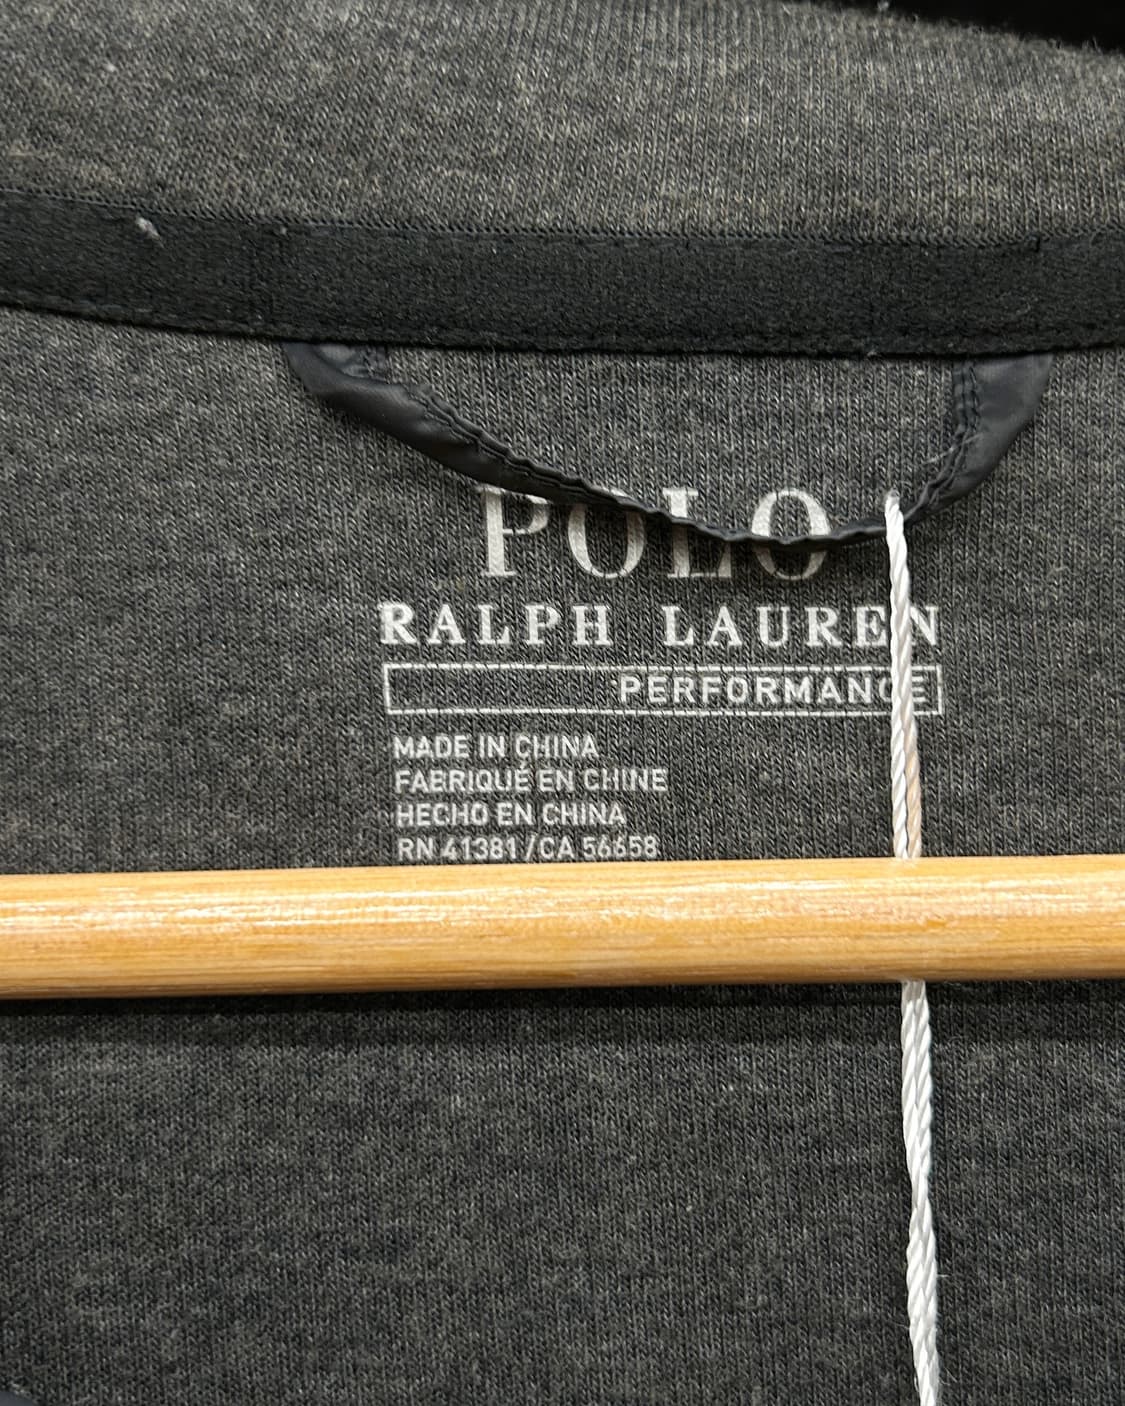 POLO
RALPH LAUREN
PERFORMANCE
MADE IN CHINA
FABRIQUÉ EN CHINE
HECHO EN CHINA
RN 41381/CA 56658